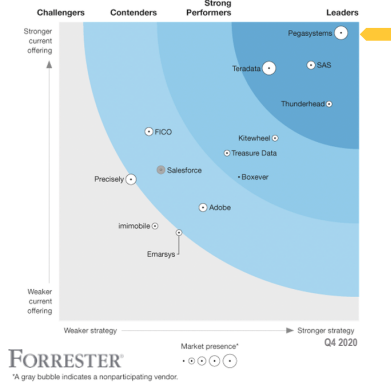 Challengers
Contenders
Strong
Performers
Leaders
Stronger
current
offering
Pegasystems
Teradata
SAS
Thunderhead
FICO
Kitewheel
Treasure Data
Salesforce
Boxever
Precisely
Adobe
imimobile
Emarsys
Weaker
current
offering
Weaker strategy
Stronger strategy
Q4 2020
Market presence*
FORRESTER®
*A gray bubble indicates a nonparticipating vendor.